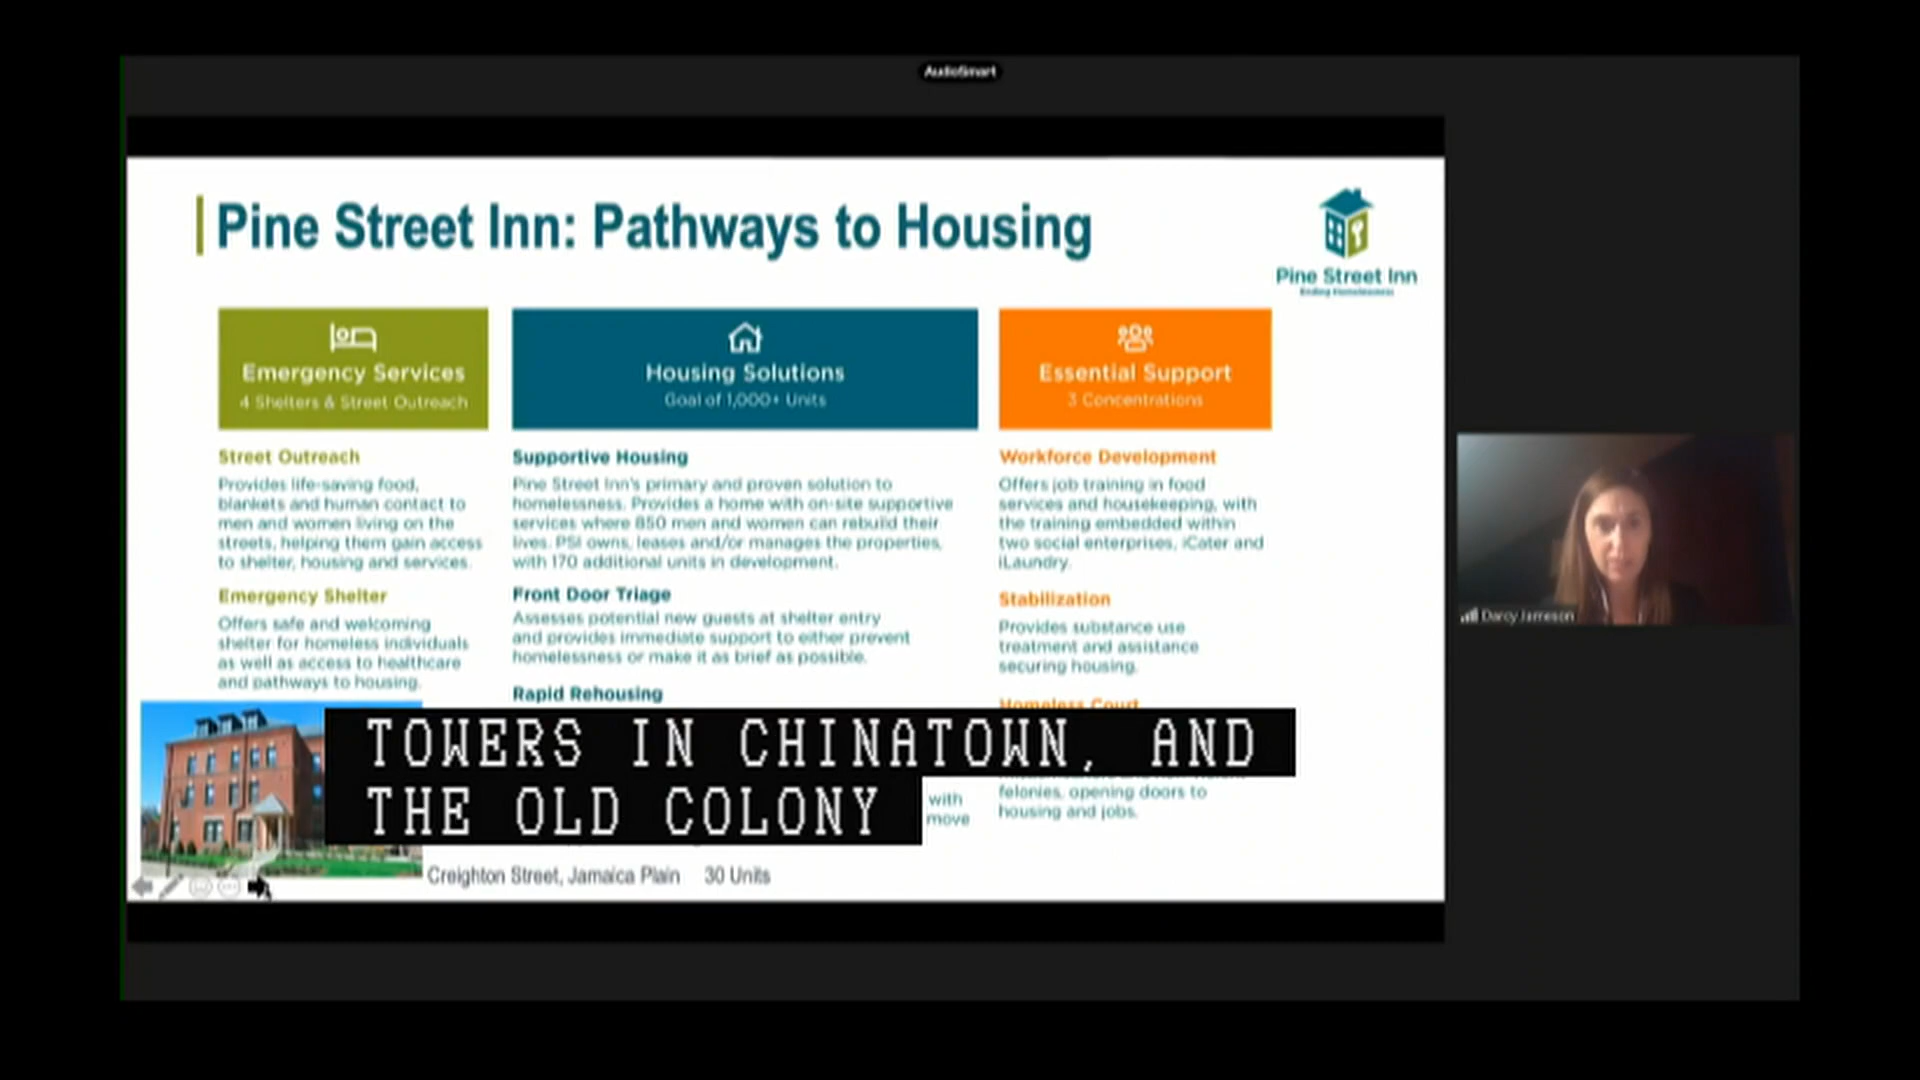 AudioSmart
Pine Street Inn: Pathways to Housing
Pine Street Inn
Ending Homelessness
Emergency Services
4 Shelters & Street Outreach
Street Outreach
Provides life-saving food,
blankets and human contact to
men and women living on the
streets, helping them gain access
to shelter, housing and services.
Emergency Shelter
Offers safe and welcoming
shelter for homeless individuals
as well as access to healthcare
and pathways to housing.
Housing Solutions
Goal of 1,000+ Units
Supportive Housing
Pine Street Inn's primary and proven solution to
homelessness. Provides a home with on-site supportive
services where 850 men and women can rebuild their
lives. PSI owns, leases and/or manages the properties,
with 170 additional units in development.
Front Door Triage
Assesses potential new guests at shelter entry
and provides immediate support to either prevent
homelessness or make it as brief as possible.
Rapid Rehousing
with
move
Essential Support
3 Concentrations
Workforce Development
Offers job training in food
services and housekeeping, with
the training embedded within
two social enterprises, iCater and
iLaundry.
Stabilization
Provides substance use
treatment and assistance
securing housing.
Homeless Court
felonies, opening doors to
housing and jobs.
TOWERS IN CHINATOWN, AND
THE OLD COLONY
Creighton Street, Jamaica Plain 30 Units
Darcy Jameson